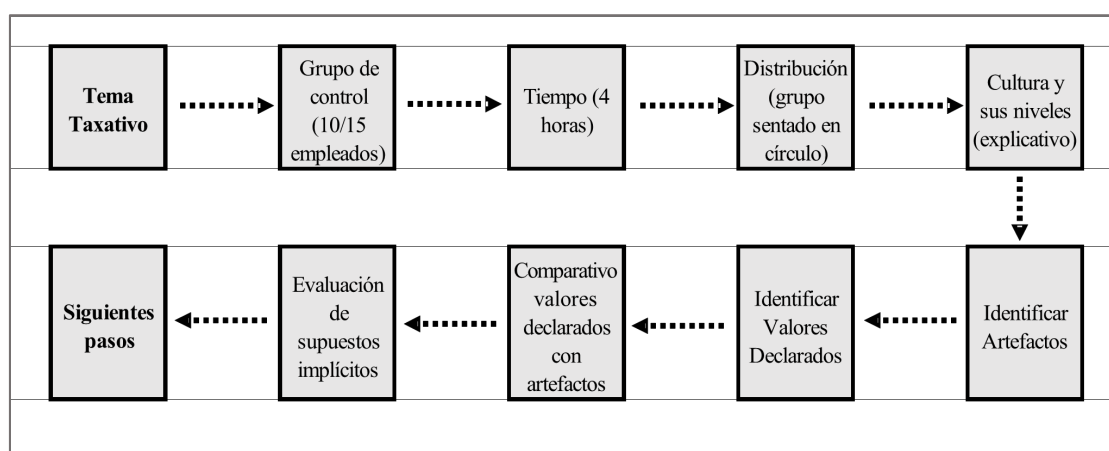 Tema
Taxativo
Grupo de
control
(10/15
empleados)
Tiempo (4
horas)
Distribución
(grupo
sentado en
círculo)
Cultura y
sus niveles
(explicativo)
Identificar
Artefactos
Identificar
Valores
Declarados
Comparativo
valores
declarados
con
artefactos
Evaluación
de
supuestos
implícitos
Siguientes
pasos